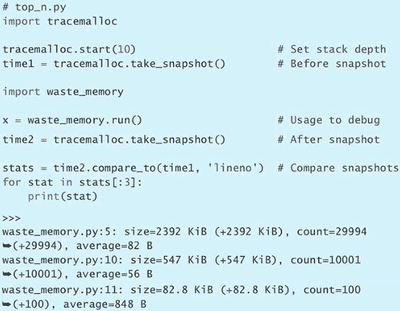 # top_n.py
import tracemalloc
tracemalloc.start(10) # Set stack depth
time1 = tracemalloc.take_snapshot() # Before snapshot
import waste_memory
x = waste_memory.run() # Usage to debug
time2 = tracemalloc.take_snapshot() # After snapshot
stats = time2.compare_to(time1, 'lineno') # Compare snapshots
for stat in stats[:3]:
    print(stat)
>>>
waste_memory.py:5: size=2392 KiB (+2392 KiB), count=29994
➥(+29994), average=82 B
waste_memory.py:10: size=547 KiB (+547 KiB), count=10001
➥(+10001), average=56 B
waste_memory.py:11: size=82.8 KiB (+82.8 KiB), count=100
➥(+100), average=848 B